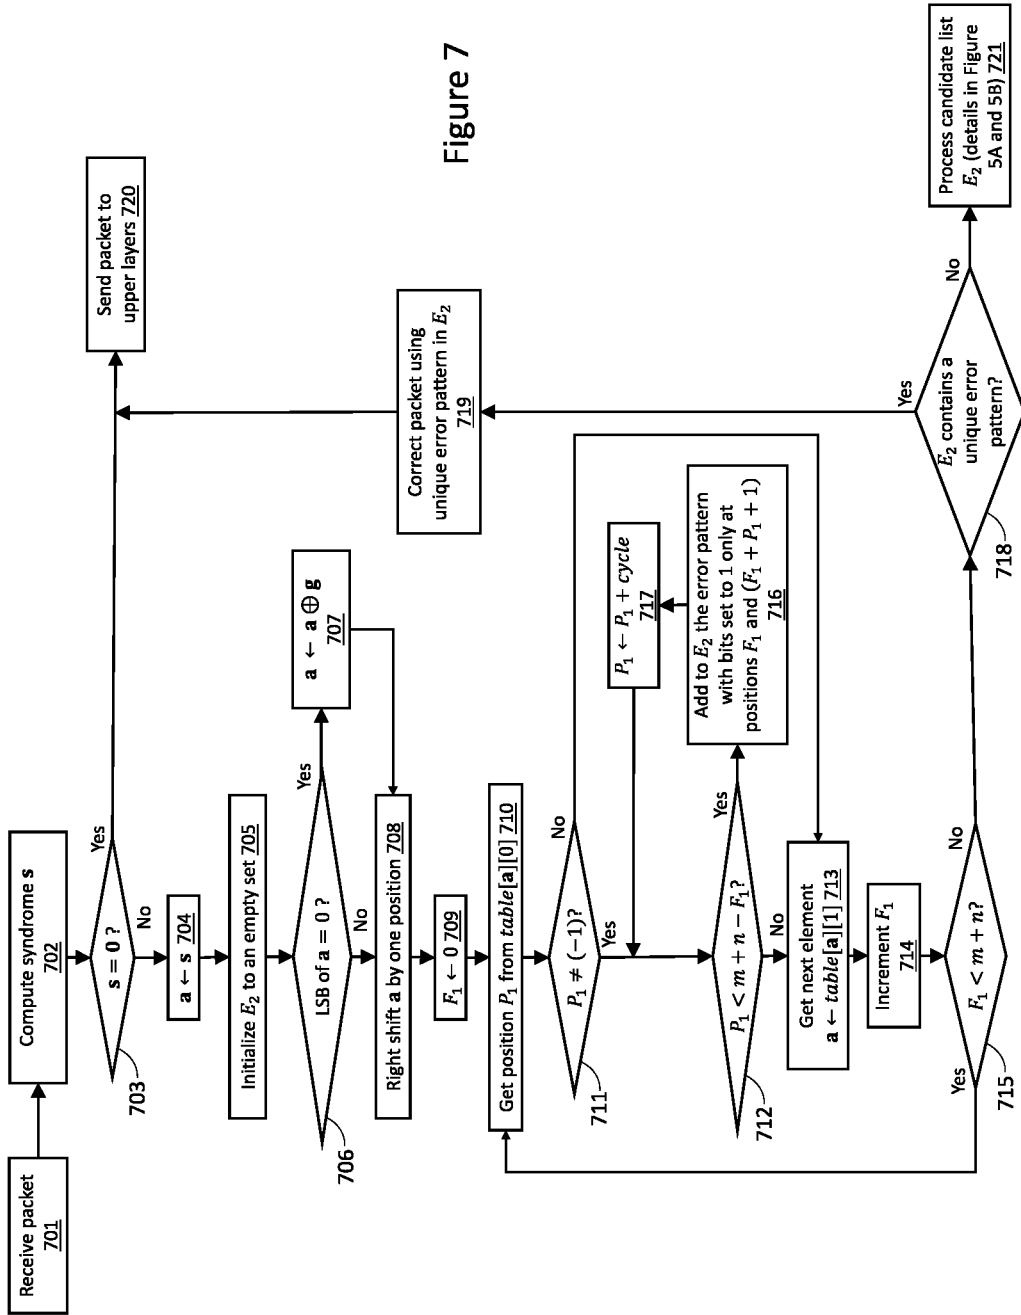 Receive packet
701
Compute syndrome s
702
s = 0 ?
Yes
No
703
a ← s 704
Initialize E₂ to an empty set 705
LSB of a = 0 ?
Yes
No
706
a ← a ⊕ g
707
Right shift a by one position 708
F₁ ← 0 709
Get position P₁ from table[a][0] 710
P₁ ≠ (−1)?
No
Yes
711
P₁ < m + n − F₁?
Yes
No
712
Add to E₂ the error pattern
with bits set to 1 only at
positions F₁ and (F₁ + P₁ + 1)
716
P₁ ← P₁ + cycle
717
Get next element
a ← table[a][1] 713
Increment F₁
714
F₁ < m + n?
Yes
No
715
E₂ contains a
unique error
pattern?
Yes
No
718
Correct packet using
unique error pattern in E₂
719
Send packet to
upper layers 720
Process candidate list
E₂ (details in Figure
5A and 5B) 721
Figure 7